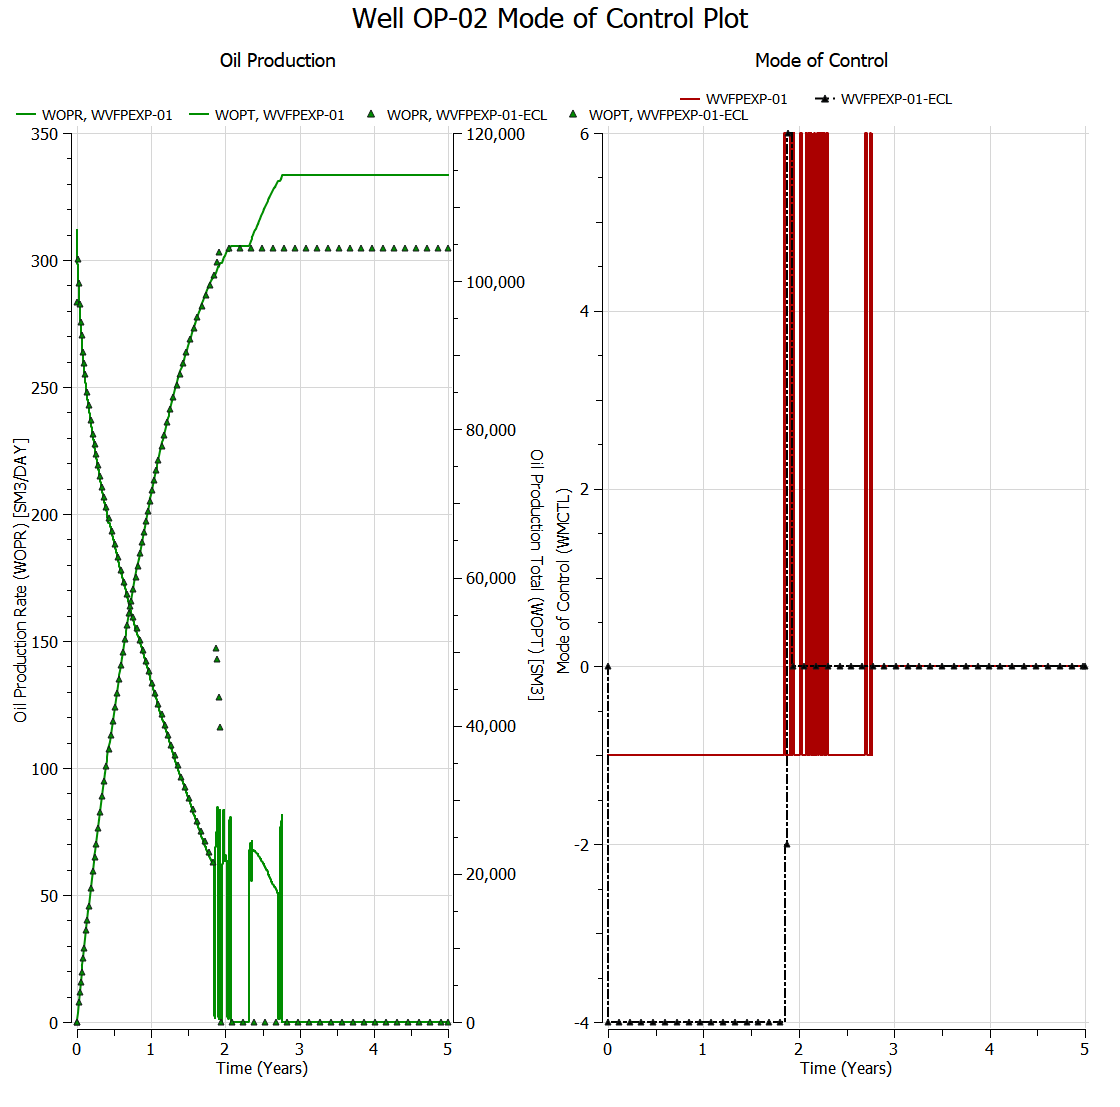 Well OP-02 Mode of Control Plot
Oil Production
WOPR, WVFPEXP-01 WOPT, WVFPEXP-01 WOPR, WVFPEXP-01-ECL WOPT, WVFPEXP-01-ECL
350
300
250
200
150
100
50
0
Oil Production Rate (WOPR) [SM3/DAY]
120,000
100,000
80,000
60,000
40,000
20,000
0
Oil Production Total (WOPT) [SM3]
0 1 2 3 4 5
Time (Years)
Mode of Control
WVFPEXP-01 WVFPEXP-01-ECL
6
4
2
0
-2
-4
Mode of Control (WMCTL)
0 1 2 3 4 5
Time (Years)